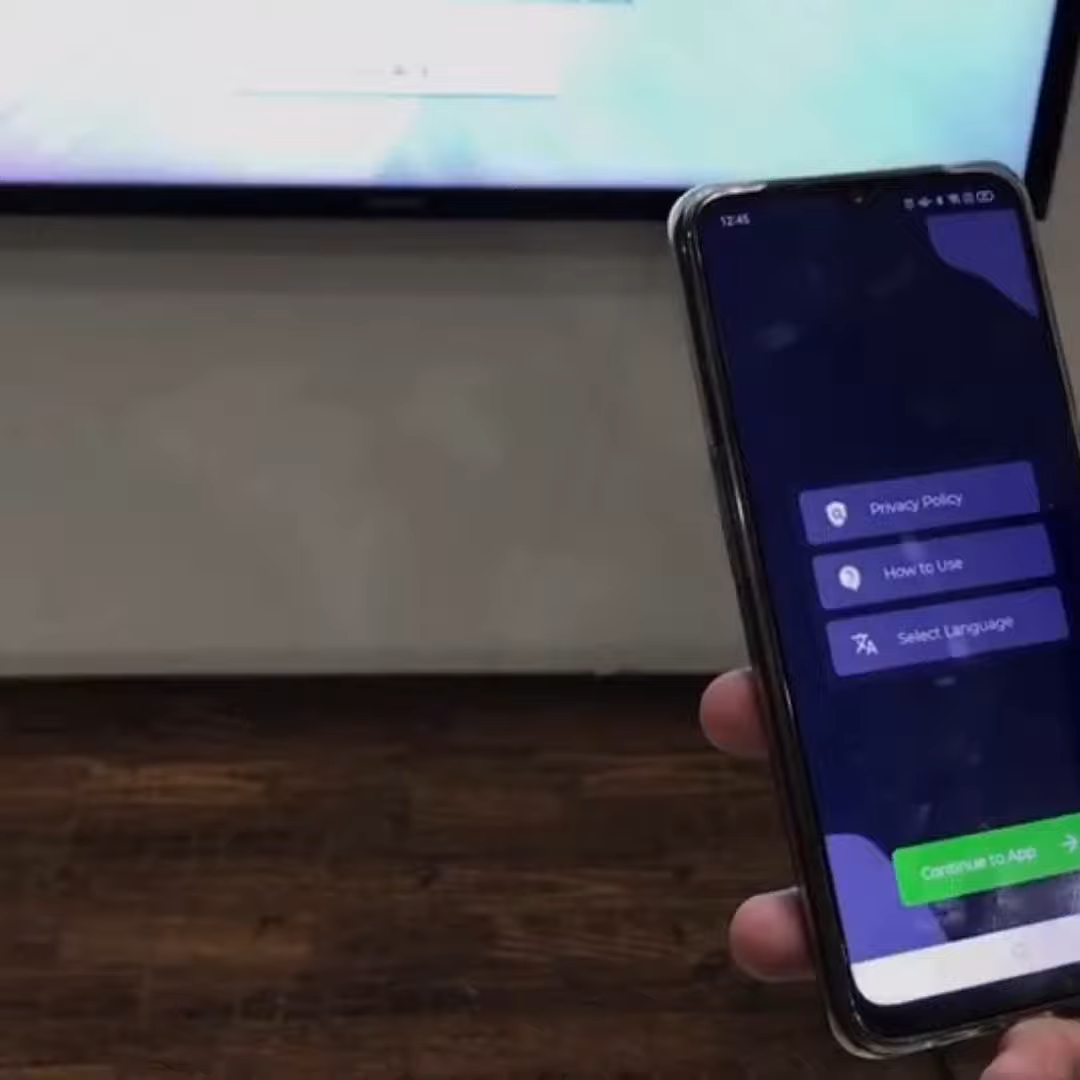 12:45
Privacy Policy
How to Use
Select Language
Continue to App